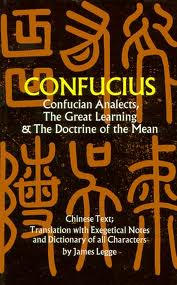 CONFUCIUS
Confucian Analects,
The Great Learning
& The Doctrine of the Mean
Chinese Text;
Translation with Exegetical Notes
and Dictionary of all Characters
by James Legge